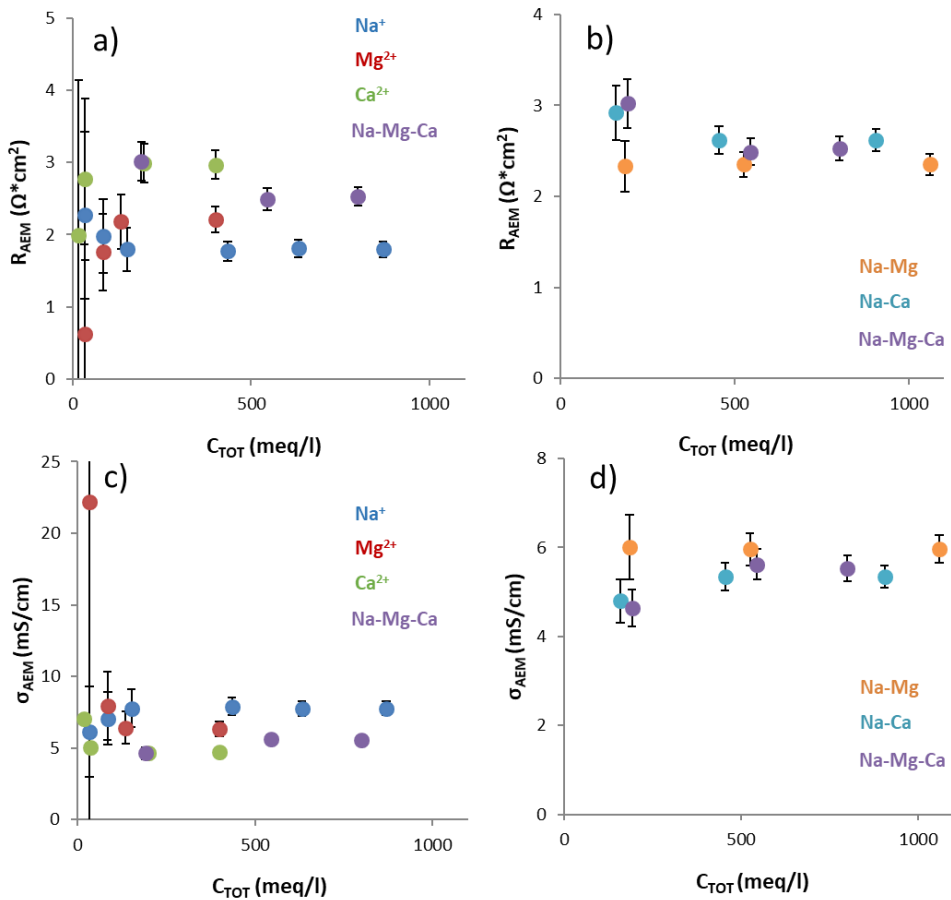 a)
Na⁺
Mg²⁺
Ca²⁺
Na-Mg-Ca
R_AEM (Ω*cm2)
5
4
3
2
1
0
0 500 1000
C_TOT (meq/l)
b)
R_AEM (Ω*cm2)
4
3
2
1
0
Na-Mg
Na-Ca
Na-Mg-Ca
0 500 1000
C_TOT (meq/l)
c)
Na⁺
Mg²⁺
Ca²⁺
Na-Mg-Ca
σ_AEM (mS/cm)
25
20
15
10
5
0
0 500 1000
C_TOT (meq/l)
d)
σ_AEM (mS/cm)
8
6
4
2
0
Na-Mg
Na-Ca
Na-Mg-Ca
0 500 1000
C_TOT (meq/l)